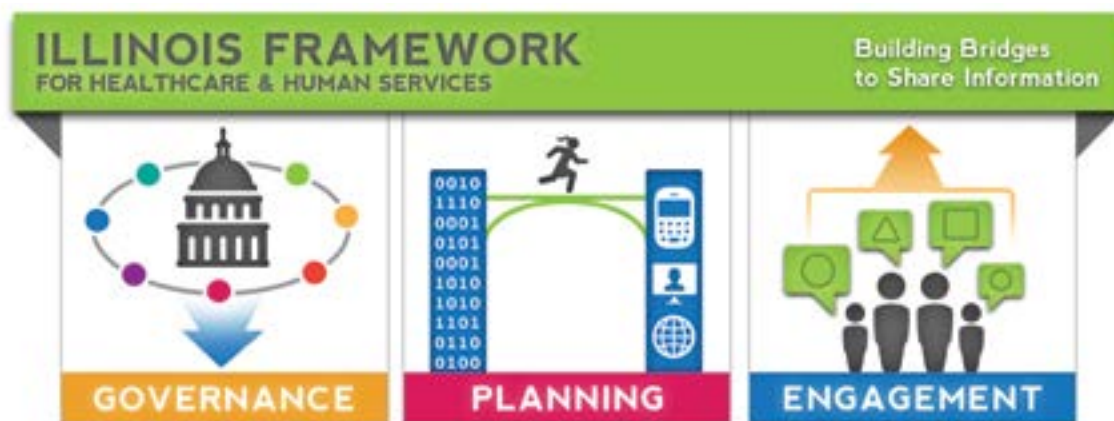 ILLINOIS FRAMEWORK
FOR HEALTHCARE & HUMAN SERVICES
Building Bridges
to Share Information
0010
1110
0001
0101
0001
1010
1010
1101
0110
0100
GOVERNANCE
PLANNING
ENGAGEMENT